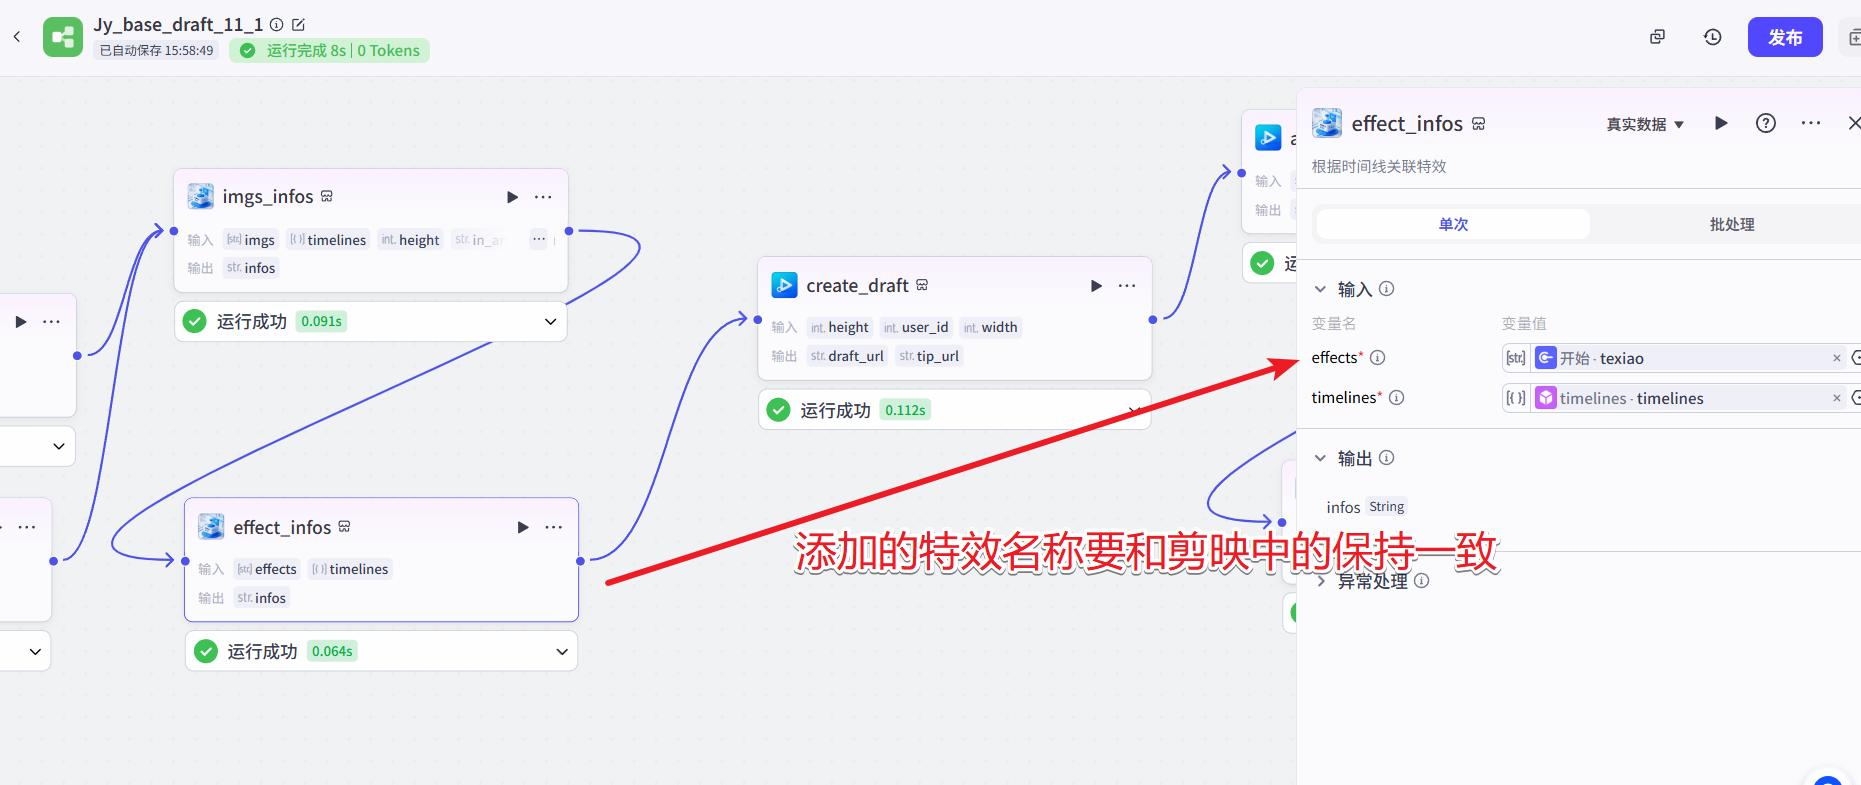 Jy_base_draft_11_1
已自动保存 15:58:49
运行完成 8s | 0 Tokens
发布
imgs_infos
输入 [str] imgs [{}] timelines int. height str. in_a ...
输出 str. infos
运行成功 0.091s
effect_infos
输入 [str] effects [{}] timelines
输出 str. infos
运行成功 0.064s
create_draft
输入 int. height int. user_id int. width
输出 str. draft_url str. tip_url
运行成功 0.112s
输入
输出
运
添加的特效名称要和剪映中的保持一致
effect_infos
真实数据
根据时间线关联特效
单次 批处理
输入
变量名 变量值
effects* [str] 开始 - texiao
timelines* [{}] timelines - timelines
输出
infos String
异常处理